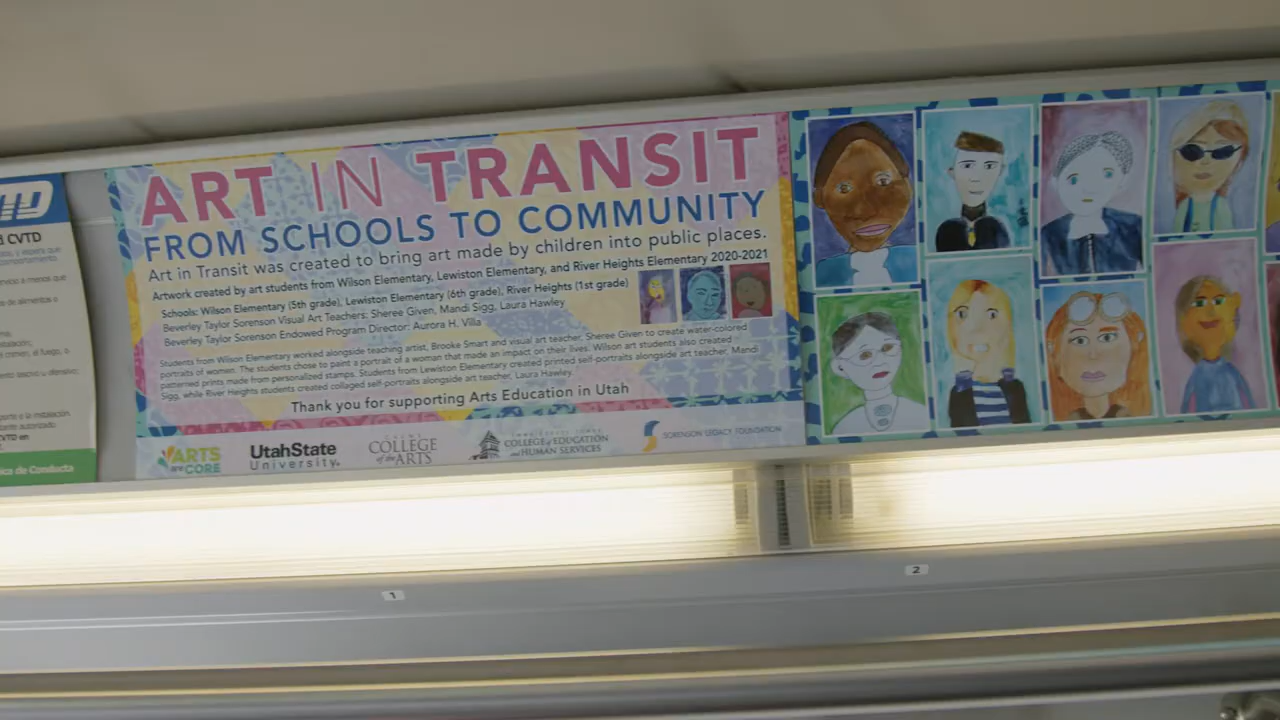 d CVTD
ART IN TRANSIT
FROM SCHOOLS TO COMMUNITY
Art in Transit was created to bring art made by children into public places.
Artwork created by art students from Wilson Elementary, Lewiston Elementary, and River Heights Elementary 2020-2021
Schools: Wilson Elementary (5th grade), Lewiston Elementary (6th grade), River Heights (1st grade)
Beverley Taylor Sorenson Visual Art Teachers: Sheree Given, Mandi Sigg, Laura Hawley
Beverley Taylor Sorenson Endowed Program Director: Aurora H. Villa
Students from Wilson Elementary worked alongside teaching artist, Brooke Smart and visual art teacher, Sheree Given to create water-colored
portraits of women. The students chose to paint a portrait of a woman that made an impact on their lives. Wilson art students also created
patterned prints made from personalized stamps. Students from Lewiston Elementary created printed self-portraits alongside art teacher, Mandi
Sigg, while River Heights students created collaged self-portraits alongside art teacher, Laura Hawley.
Thank you for supporting Arts Education in Utah
ARTS
are CORE
UtahState
University
COLLEGE
of the ARTS
COLLEGE of EDUCATION
and HUMAN SERVICES
SORENSON LEGACY FOUNDATION
o la instalación.
CVTD en
ica de Conducta
1
2